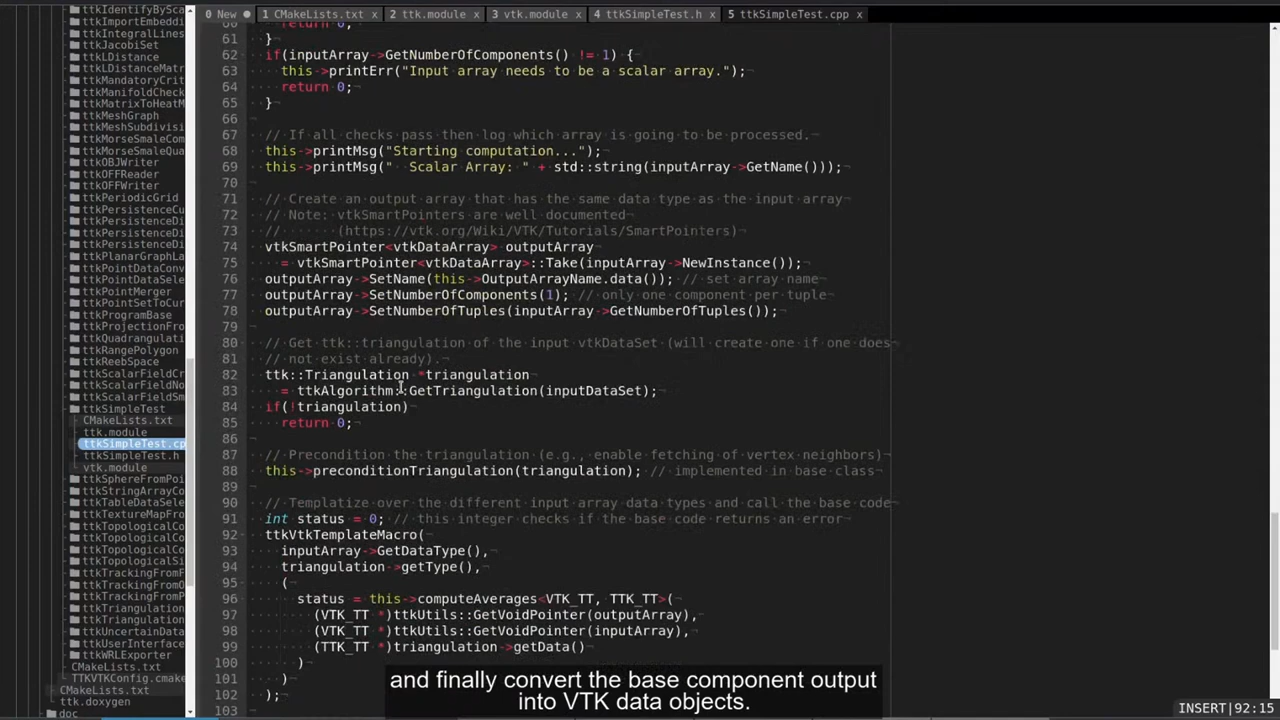 0 New
1 CMakeLists.txt ×
2 ttk.module ×
3 vtk.module ×
4 ttkSimpleTest.h ×
5 ttkSimpleTest.cpp ×
ttkIdentifyBySca
ttkImportEmbeddi
ttkIntegralLines
ttkJacobiSet
ttkLDistance
ttkLDistanceMatr
ttkMandatoryCrit
ttkManifoldCheck
ttkMatrixToHeatM
ttkMeshGraph
ttkMeshSubdivisi
ttkMorseSmaleCom
ttkMorseSmaleQua
ttkOBJWriter
ttkOFFReader
ttkOFFWriter
ttkPeriodicGrid
ttkPersistenceCu
ttkPersistenceDi
ttkPersistenceDi
ttkPersistenceDi
ttkPlanarGraphLa
ttkPointDataConv
ttkPointDataSele
ttkPointMerger
ttkPointSetToCur
ttkProgramBase
ttkProjectionFro
ttkQuadrangulati
ttkRangePolygon
ttkReebSpace
ttkScalarFieldCr
ttkScalarFieldNo
ttkScalarFieldSm
ttkSimpleTest
CMakeLists.txt
ttk.module
ttkSimpleTest.cp
ttkSimpleTest.h
vtk.module
ttkSphereFromPoi
ttkStringArrayCo
ttkTableDataSele
ttkTextureMapFro
ttkTopologicalCo
ttkTopologicalCo
ttkTopologicalSi
ttkTrackingFromF
ttkTrackingFromO
ttkTrackingFromP
ttkTriangulation
ttkTriangulation
ttkUncertainData
ttkUserInterface
ttkWRLExporter
CMakeLists.txt
TTKVTKConfig.cmake
CMakeLists.txt
ttk.doxygen
doc
60 return 0;
61 }
62 if(inputArray->GetNumberOfComponents() != 1) {
63 this->printErr("Input array needs to be a scalar array.");
64 return 0;
65 }
66
67 // If all checks pass then log which array is going to be processed.
68 this->printMsg("Starting computation...");
69 this->printMsg("  Scalar Array: " + std::string(inputArray->GetName()));
70
71 // Create an output array that has the same data type as the input array
72 // Note: vtkSmartPointers are well documented
73 // (https://vtk.org/Wiki/VTK/Tutorials/SmartPointers)
74 vtkSmartPointer<vtkDataArray> outputArray
75 = vtkSmartPointer<vtkDataArray>::Take(inputArray->NewInstance());
76 outputArray->SetName(this->OutputArrayName.data()); // set array name
77 outputArray->SetNumberOfComponents(1); // only one component per tuple
78 outputArray->SetNumberOfTuples(inputArray->GetNumberOfTuples());
79
80 // Get ttk::triangulation of the input vtkDataSet (will create one if one does
81 // not exist already).
82 ttk::Triangulation *triangulation
83 = ttkAlgorithm::GetTriangulation(inputDataSet);
84 if(!triangulation)
85 return 0;
86
87 // Precondition the triangulation (e.g., enable fetching of vertex neighbors)
88 this->preconditionTriangulation(triangulation); // implemented in base class
89
90 // Templatize over the different input array data types and call the base code
91 int status = 0; // this integer checks if the base code returns an error
92 ttkVtkTemplateMacro(
93 inputArray->GetDataType(),
94 triangulation->getType(),
95 (
96 status = this->computeAverages<VTK_TT, TTK_TT>(
97 (VTK_TT *)ttkUtils::GetVoidPointer(outputArray),
98 (VTK_TT *)ttkUtils::GetVoidPointer(inputArray),
99 (TTK_TT *)triangulation->getData()
100 )
101 )
102 );
103
and finally convert the base component output
into VTK data objects.
INSERT|92:15